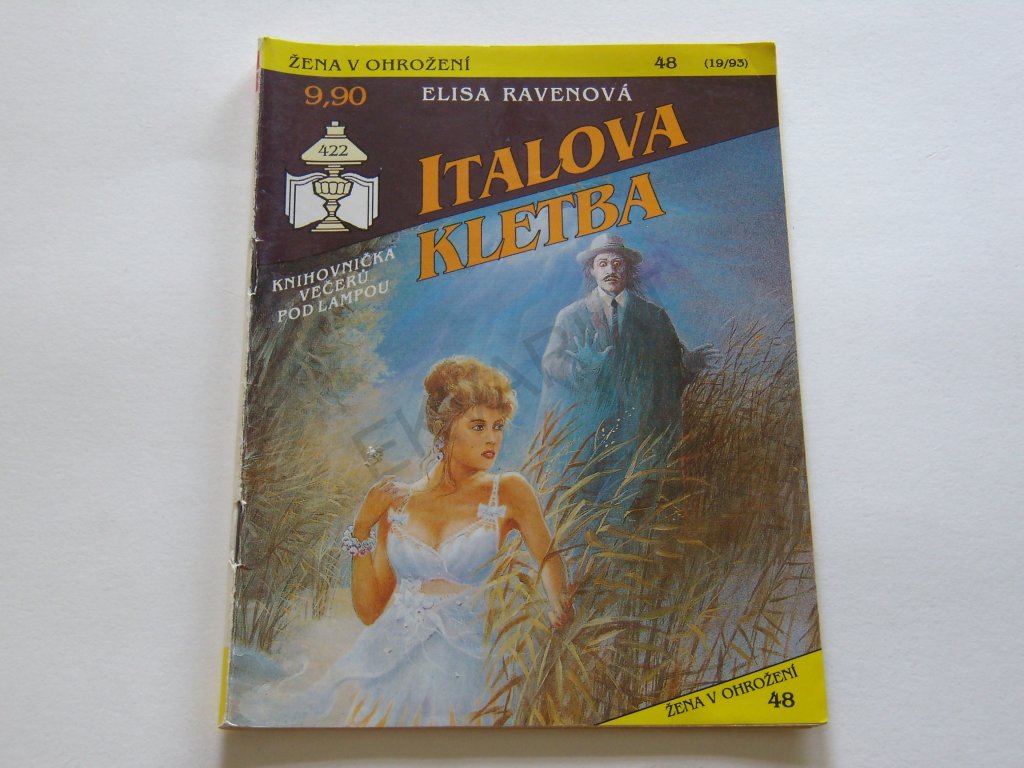 ŽENA V OHROŽENÍ 48 (19/93)
9,90 ELISA RAVENOVÁ
422
ITALOVA
KLETBA
KNIHOVNIČKA
VEČERŮ
POD LAMPOU
ŽENA V OHROŽENÍ
48